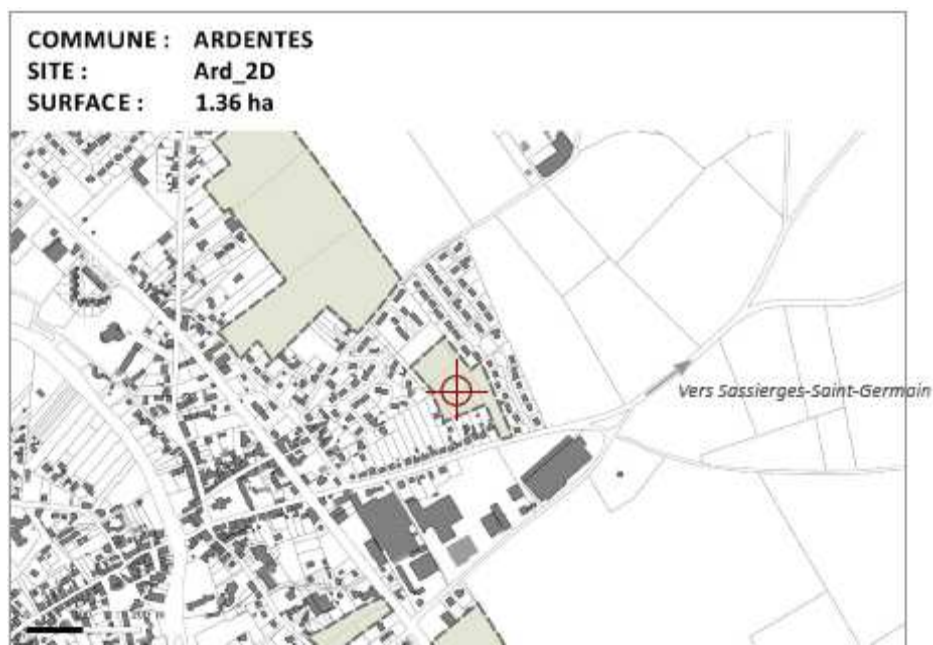 COMMUNE : ARDENTES
SITE : Ard_2D
SURFACE : 1.36 ha
Vers Sassierges-Saint-Germain